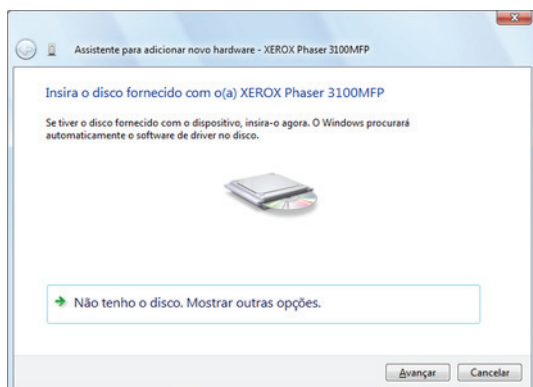 Assistente para adicionar novo hardware - XEROX Phaser 3100MFP
Insira o disco fornecido com o(a) XEROX Phaser 3100MFP
Se tiver o disco fornecido com o dispositivo, insira-o agora. O Windows procurará
automaticamente o software de driver no disco.
Não tenho o disco. Mostrar outras opções.
Avançar Cancelar